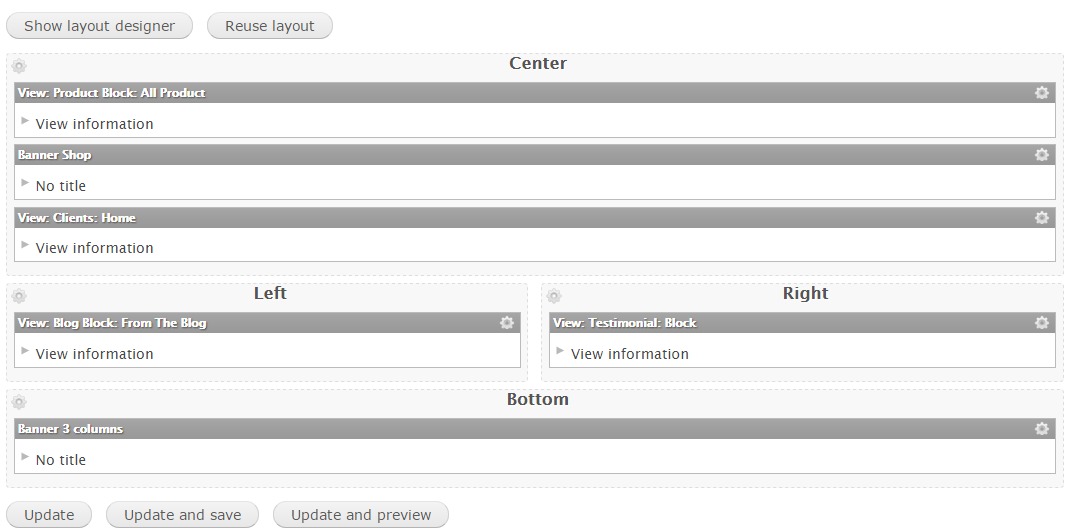 Show layout designer Reuse layout
Center
View: Product Block: All Product
View information
Banner Shop
No title
View: Clients: Home
View information
Left
View: Blog Block: From The Blog
View information
Right
View: Testimonial: Block
View information
Bottom
Banner 3 columns
No title
Update Update and save Update and preview